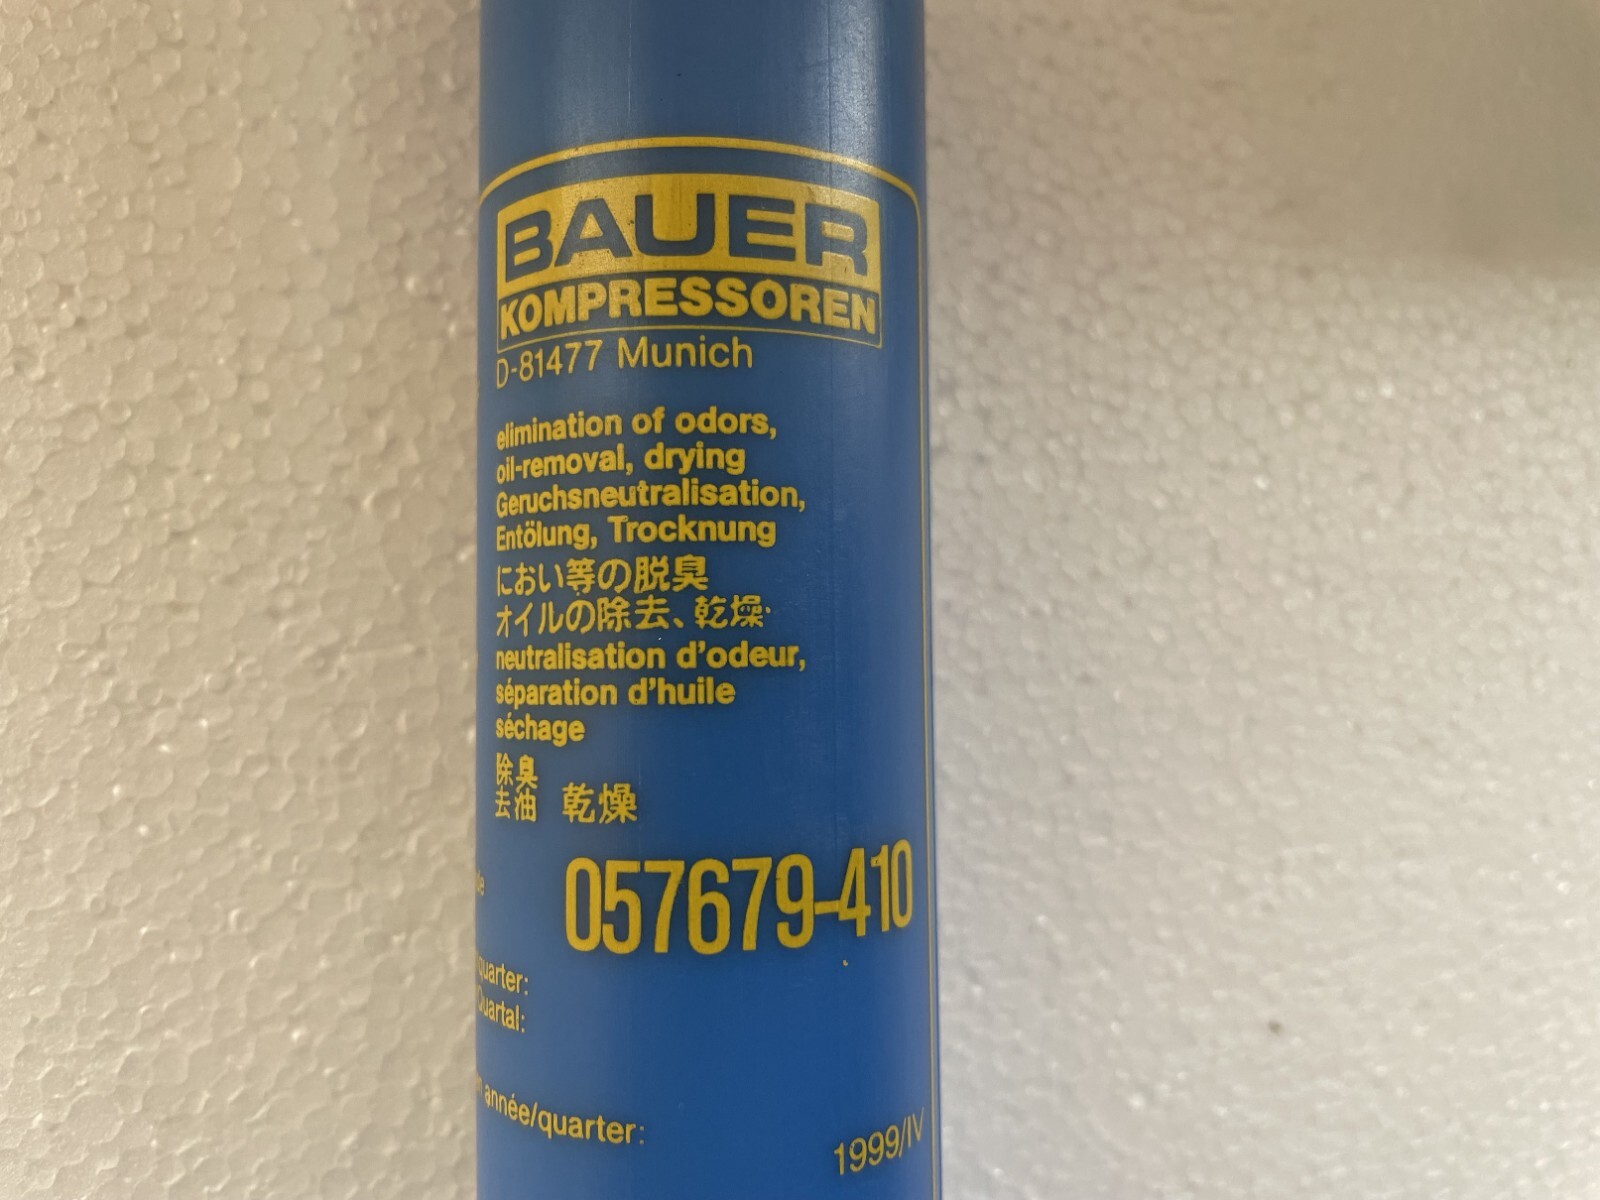 BAUER
KOMPRESSOREN
D-81477 Munich
elimination of odors,
oil-removal, drying
Geruchsneutralisation,
Entölung, Trocknung
におい等の脱臭
オイルの除去、乾燥
neutralisation d'odeur,
séparation d'huile
séchage
除臭
去油 乾燥
057679-410
quarter:
Quartal:
année/quarter:
1999/IV